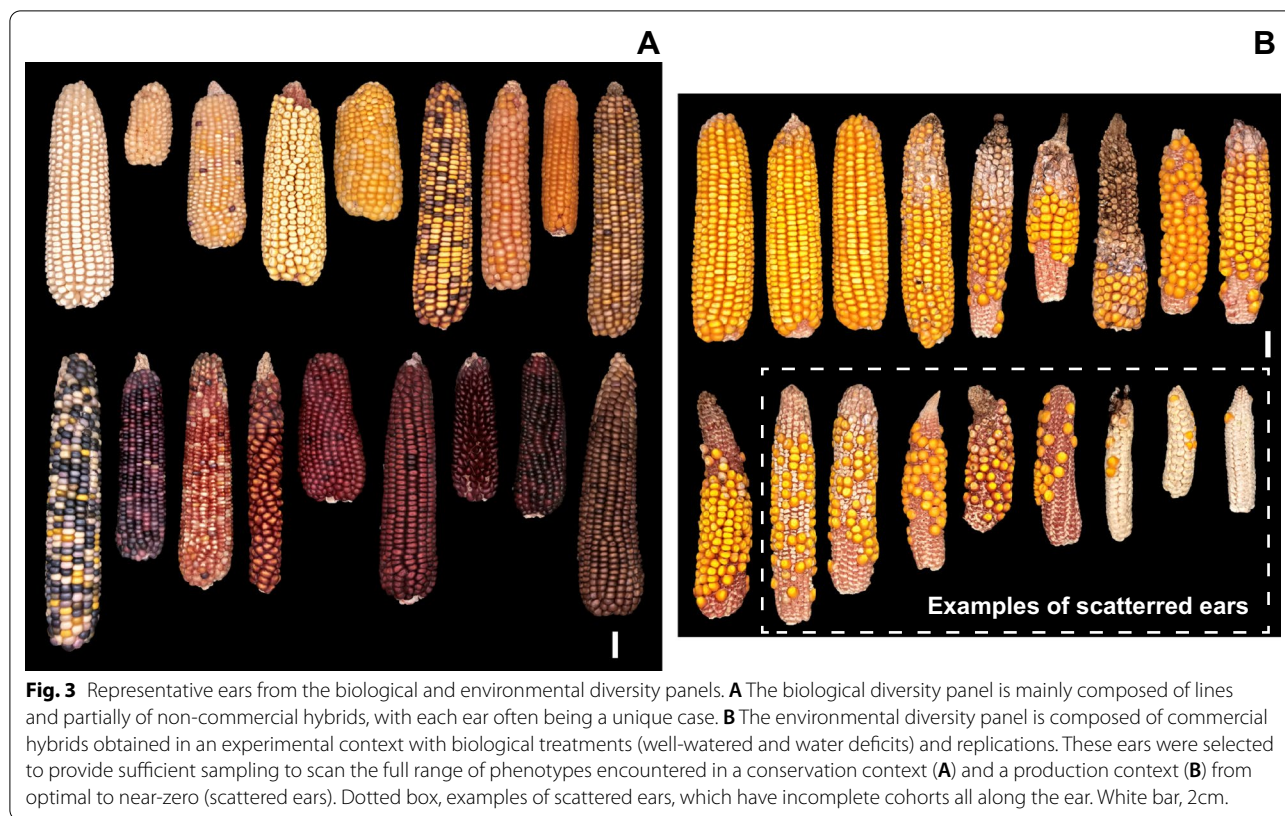 A
B
Examples of scatterred ears
Fig. 3 Representative ears from the biological and environmental diversity panels. A The biological diversity panel is mainly composed of lines
and partially of non-commercial hybrids, with each ear often being a unique case. B The environmental diversity panel is composed of commercial
hybrids obtained in an experimental context with biological treatments (well-watered and water deficits) and replications. These ears were selected
to provide sufficient sampling to scan the full range of phenotypes encountered in a conservation context (A) and a production context (B) from
optimal to near-zero (scattered ears). Dotted box, examples of scattered ears, which have incomplete cohorts all along the ear. White bar, 2cm.